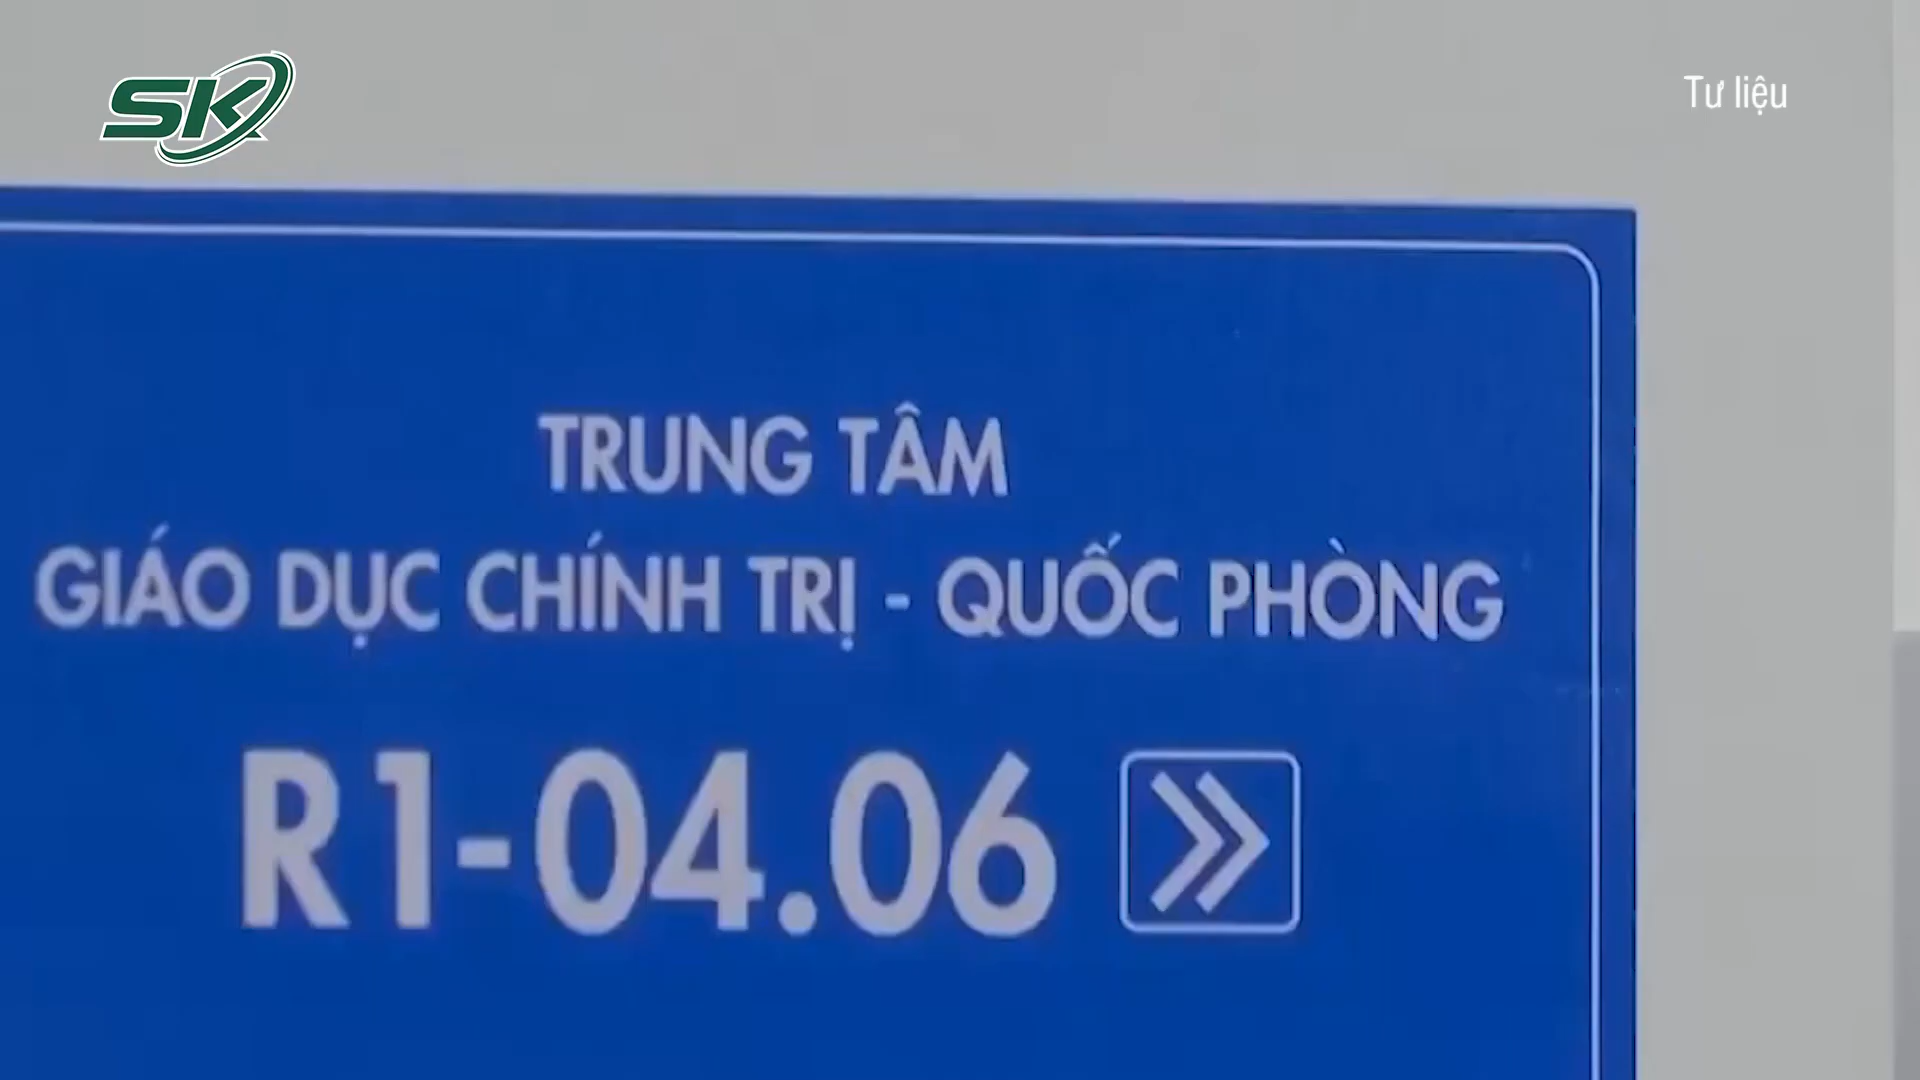 SK
Tư liệu
TRUNG TÂM
GIÁO DỤC CHÍNH TRỊ - QUỐC PHÒNG
R1-04.06